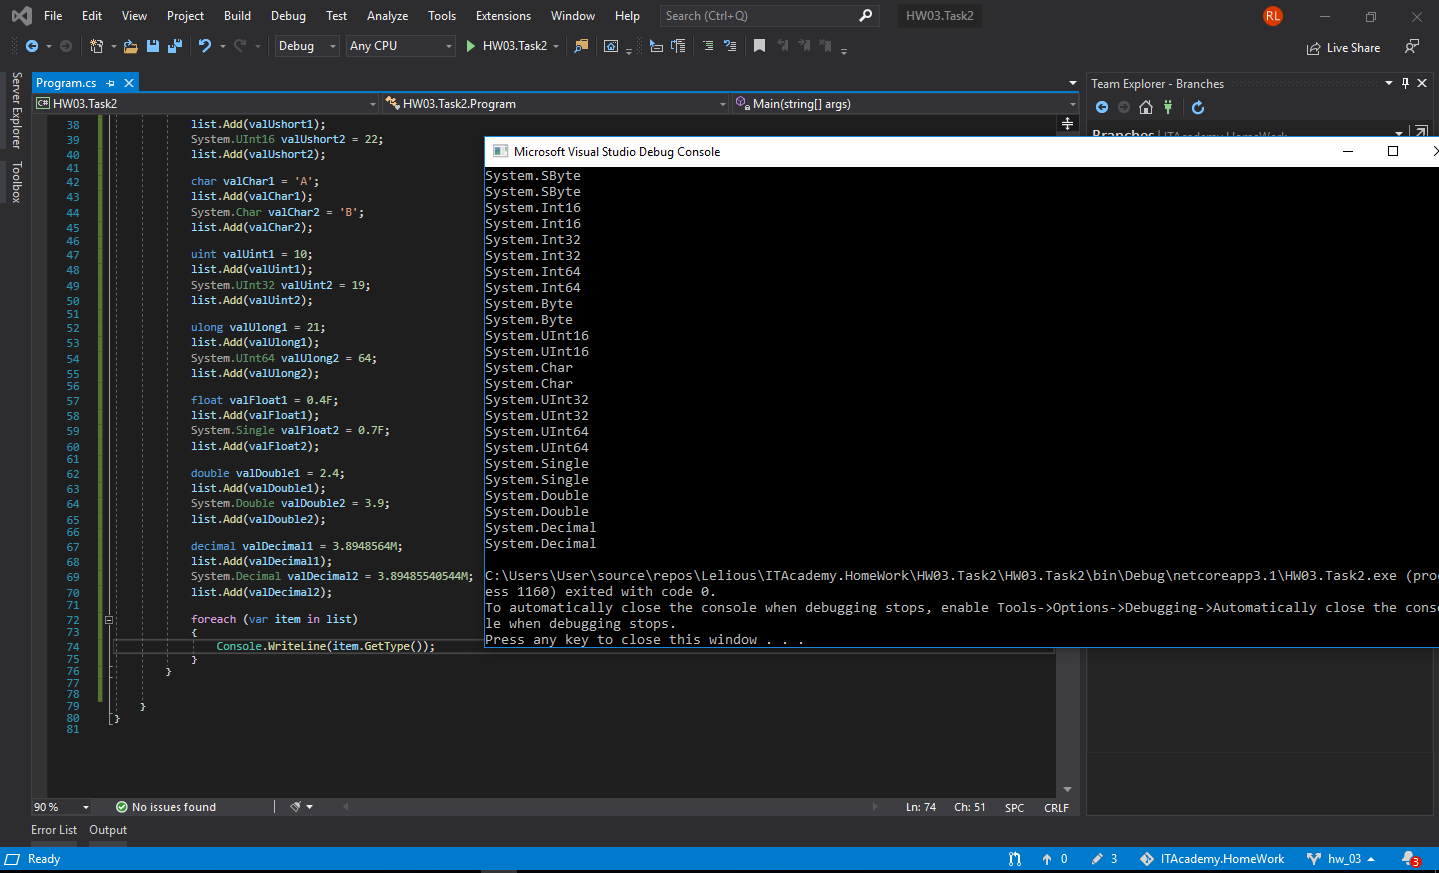 File Edit View Project Build Debug Test Analyze Tools Extensions Window Help Search (Ctrl+Q) HW03.Task2 RL
Debug Any CPU HW03.Task2 Live Share
Server Explorer
Toolbox
Program.cs
HW03.Task2 HW03.Task2.Program Main(string[] args)
38 list.Add(valUshort1);
39 System.UInt16 valUshort2 = 22;
40 list.Add(valUshort2);
41
42 char valChar1 = 'A';
43 list.Add(valChar1);
44 System.Char valChar2 = 'B';
45 list.Add(valChar2);
46
47 uint valUint1 = 10;
48 list.Add(valUint1);
49 System.UInt32 valUint2 = 19;
50 list.Add(valUint2);
51
52 ulong valUlong1 = 21;
53 list.Add(valUlong1);
54 System.UInt64 valUlong2 = 64;
55 list.Add(valUlong2);
56
57 float valFloat1 = 0.4F;
58 list.Add(valFloat1);
59 System.Single valFloat2 = 0.7F;
60 list.Add(valFloat2);
61
62 double valDouble1 = 2.4;
63 list.Add(valDouble1);
64 System.Double valDouble2 = 3.9;
65 list.Add(valDouble2);
66
67 decimal valDecimal1 = 3.8948564M;
68 list.Add(valDecimal1);
69 System.Decimal valDecimal2 = 3.89485540544M;
70 list.Add(valDecimal2);
71
72 foreach (var item in list)
73 {
74 Console.WriteLine(item.GetType());
75 }
76 }
77
78
79 }
80 }
81
Team Explorer - Branches
Branches | ITAcademy.HomeWork
Microsoft Visual Studio Debug Console
System.SByte
System.SByte
System.Int16
System.Int16
System.Int32
System.Int32
System.Int64
System.Int64
System.Byte
System.Byte
System.UInt16
System.UInt16
System.Char
System.Char
System.UInt32
System.UInt32
System.UInt64
System.UInt64
System.Single
System.Single
System.Double
System.Double
System.Decimal
System.Decimal
C:\Users\User\source\repos\Lelious\ITAcademy.HomeWork\HW03.Task2\HW03.Task2\bin\Debug\netcoreapp3.1\HW03.Task2.exe (proc
ess 1160) exited with code 0.
To automatically close the console when debugging stops, enable Tools->Options->Debugging->Automatically close the conso
le when debugging stops.
Press any key to close this window . . .
90 % No issues found Ln: 74 Ch: 51 SPC CRLF
Error List Output
Ready 0 3 ITAcademy.HomeWork hw_03 3